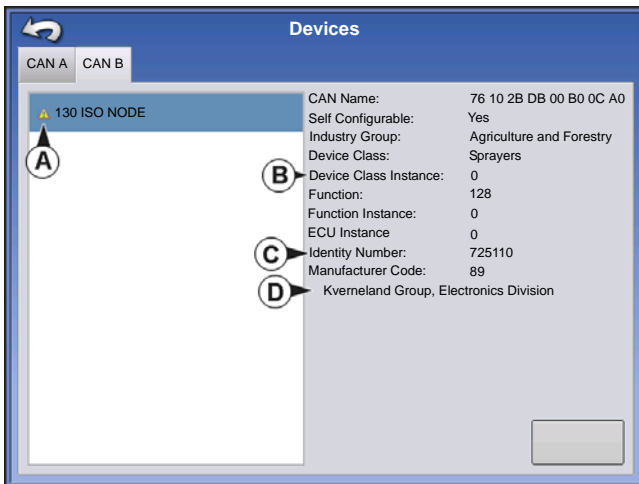 Devices
CAN A CAN B
130 ISO NODE
A
CAN Name: 76 10 2B DB 00 B0 0C A0
Self Configurable: Yes
Industry Group: Agriculture and Forestry
Device Class: Sprayers
B Device Class Instance: 0
Function: 128
Function Instance: 0
ECU Instance 0
C Identity Number: 725110
Manufacturer Code: 89
D Kverneland Group, Electronics Division